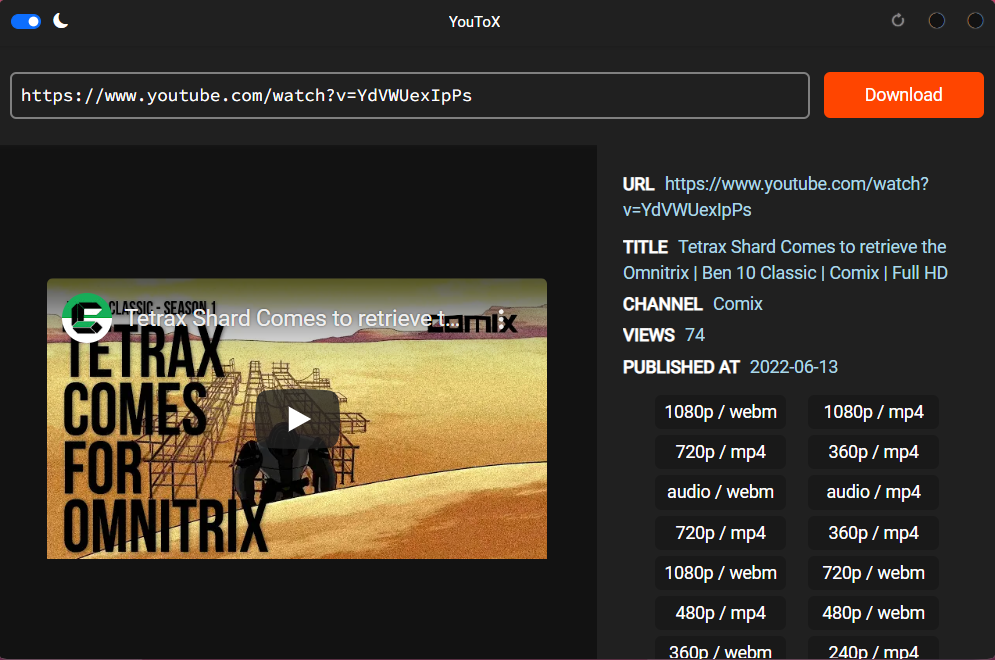 YouToX
https://www.youtube.com/watch?v=YdVWUexIpPs
Download
CLASSIC - SEASON 1
Tetrax Shard Comes to retrieve t...
comix
TETRAX
COMES
FOR
OMNITRIX
URL https://www.youtube.com/watch?
v=YdVWUexIpPs
TITLE Tetrax Shard Comes to retrieve the
Omnitrix | Ben 10 Classic | Comix | Full HD
CHANNEL Comix
VIEWS 74
PUBLISHED AT 2022-06-13
1080p / webm 1080p / mp4
720p / mp4 360p / mp4
audio / webm audio / mp4
720p / mp4 360p / mp4
1080p / webm 720p / webm
480p / mp4 480p / webm
360p / webm 240p / mp4